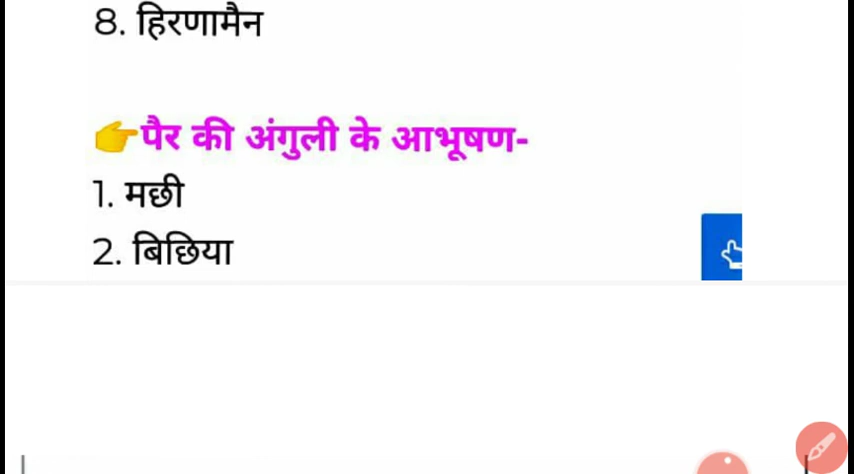 8. हिरणामैन
👉पैर की अंगुली के आभूषण-
1. मछी
2. बिछिया